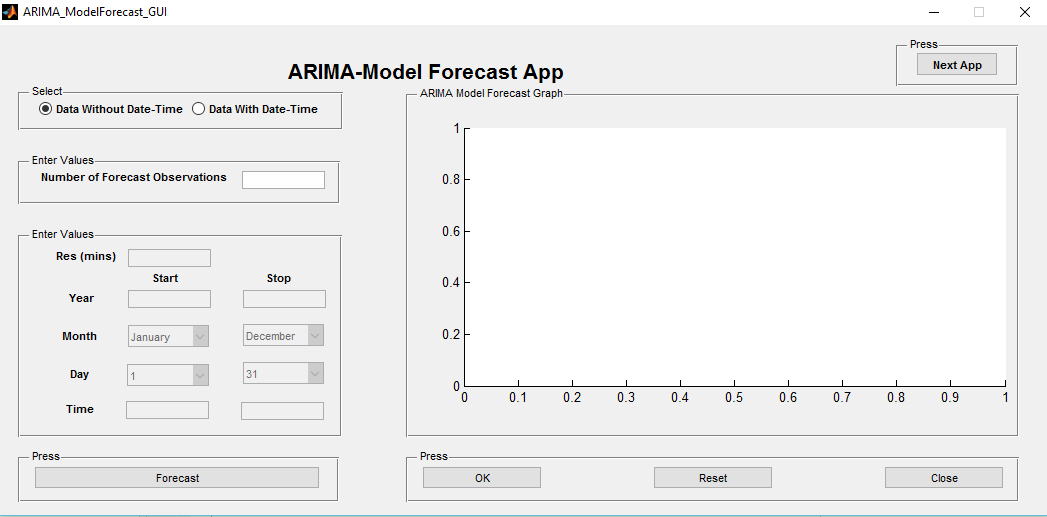 ARIMA_ModelForecast_GUI
ARIMA-Model Forecast App
Press
Next App
Select
Data Without Date-Time Data With Date-Time
Enter Values
Number of Forecast Observations
Enter Values
Res (mins)
Start Stop
Year
Month January December
Day 1 31
Time
Press
Forecast
ARIMA Model Forecast Graph
1
0.8
0.6
0.4
0.2
0
0 0.1 0.2 0.3 0.4 0.5 0.6 0.7 0.8 0.9 1
Press
OK Reset Close